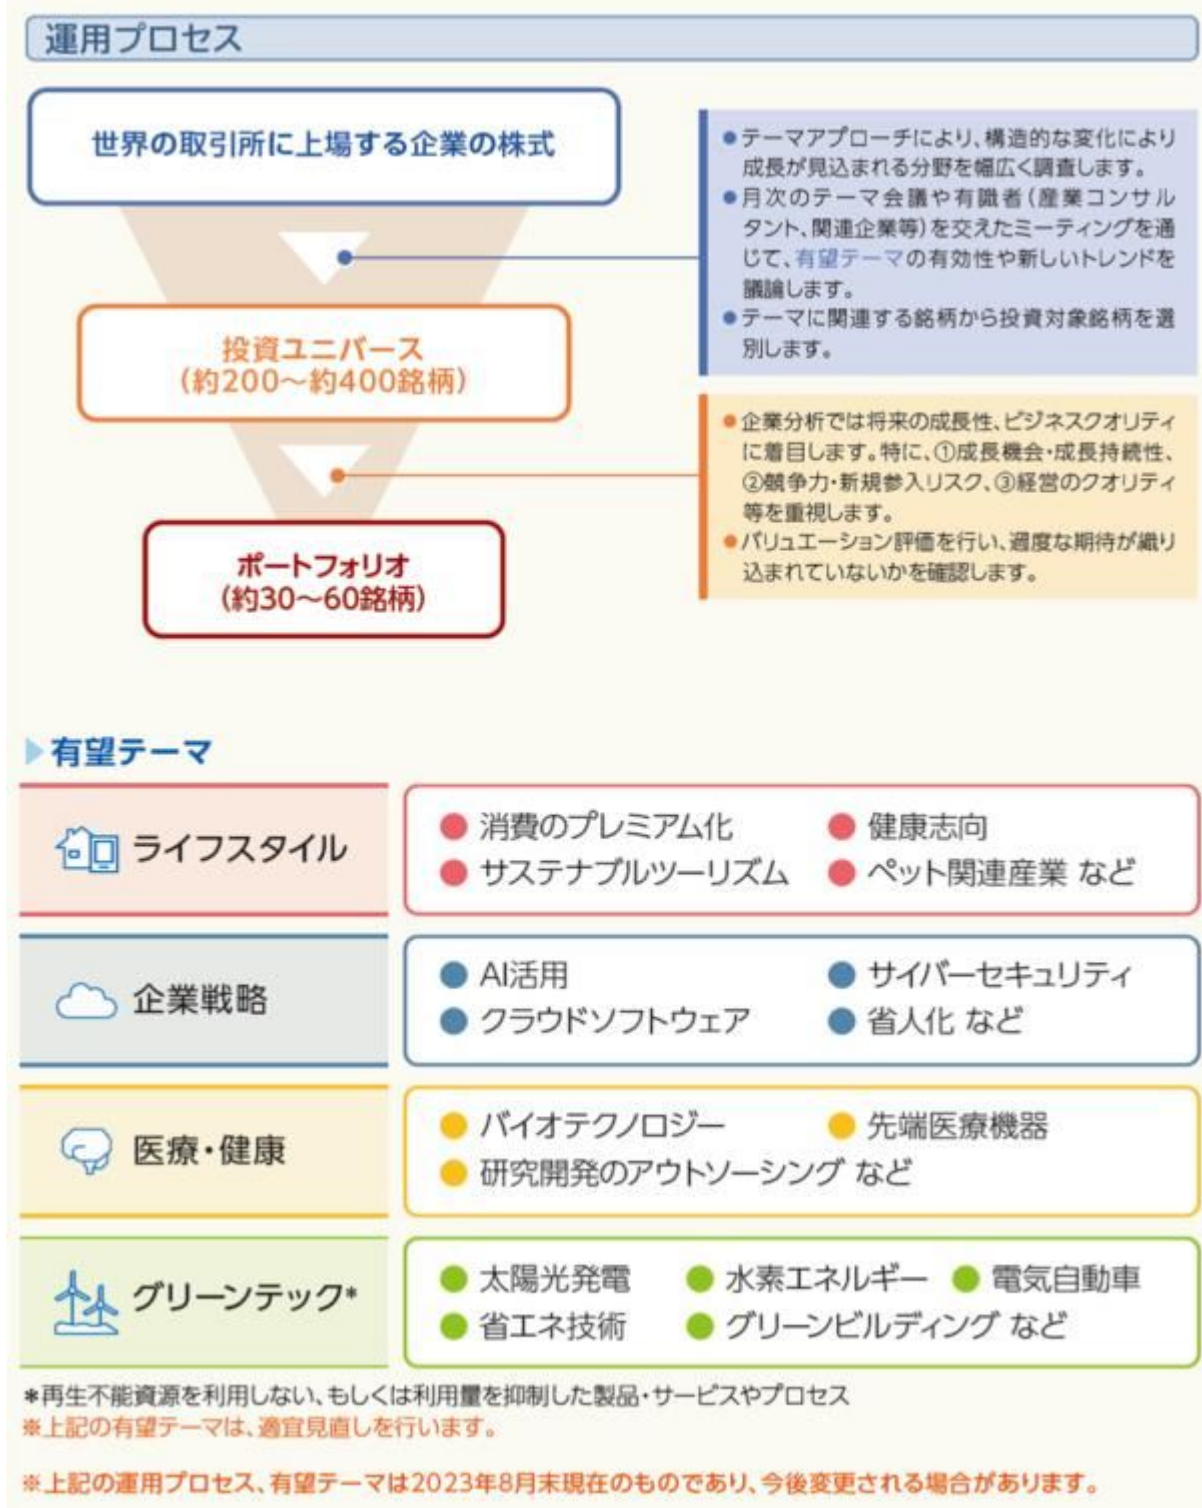 運用プロセス
世界の取引所に上場する企業の株式
●テーマアプローチにより、構造的な変化により
成長が見込まれる分野を幅広く調査します。
●月次のテーマ会議や有識者(産業コンサル
タント、関連企業等)を交えたミーティングを通
じて、有望テーマの有効性や新しいトレンドを
議論します。
●テーマに関連する銘柄から投資対象銘柄を選
別します。
投資ユニバース
(約200～約400銘柄)
●企業分析では将来の成長性、ビジネスクオリティ
に着目します。特に、①成長機会・成長持続性、
②競争力・新規参入リスク、③経営のクオリティ
等を重視します。
●バリュエーション評価を行い、過度な期待が織り
込まれていないかを確認します。
ポートフォリオ
(約30～60銘柄)
有望テーマ
ライフスタイル
●消費のプレミアム化 ●健康志向
●サステナブルツーリズム ●ペット関連産業 など
企業戦略
●AI活用 ●サイバーセキュリティ
●クラウドソフトウェア ●省人化 など
医療・健康
●バイオテクノロジー ●先端医療機器
●研究開発のアウトソーシング など
グリーンテック*
●太陽光発電 ●水素エネルギー ●電気自動車
●省エネ技術 ●グリーンビルディング など
*再生不能資源を利用しない、もしくは利用量を抑制した製品・サービスやプロセス
※上記の有望テーマは、適宜見直しを行います。
※上記の運用プロセス、有望テーマは2023年8月末現在のものであり、今後変更される場合があります。